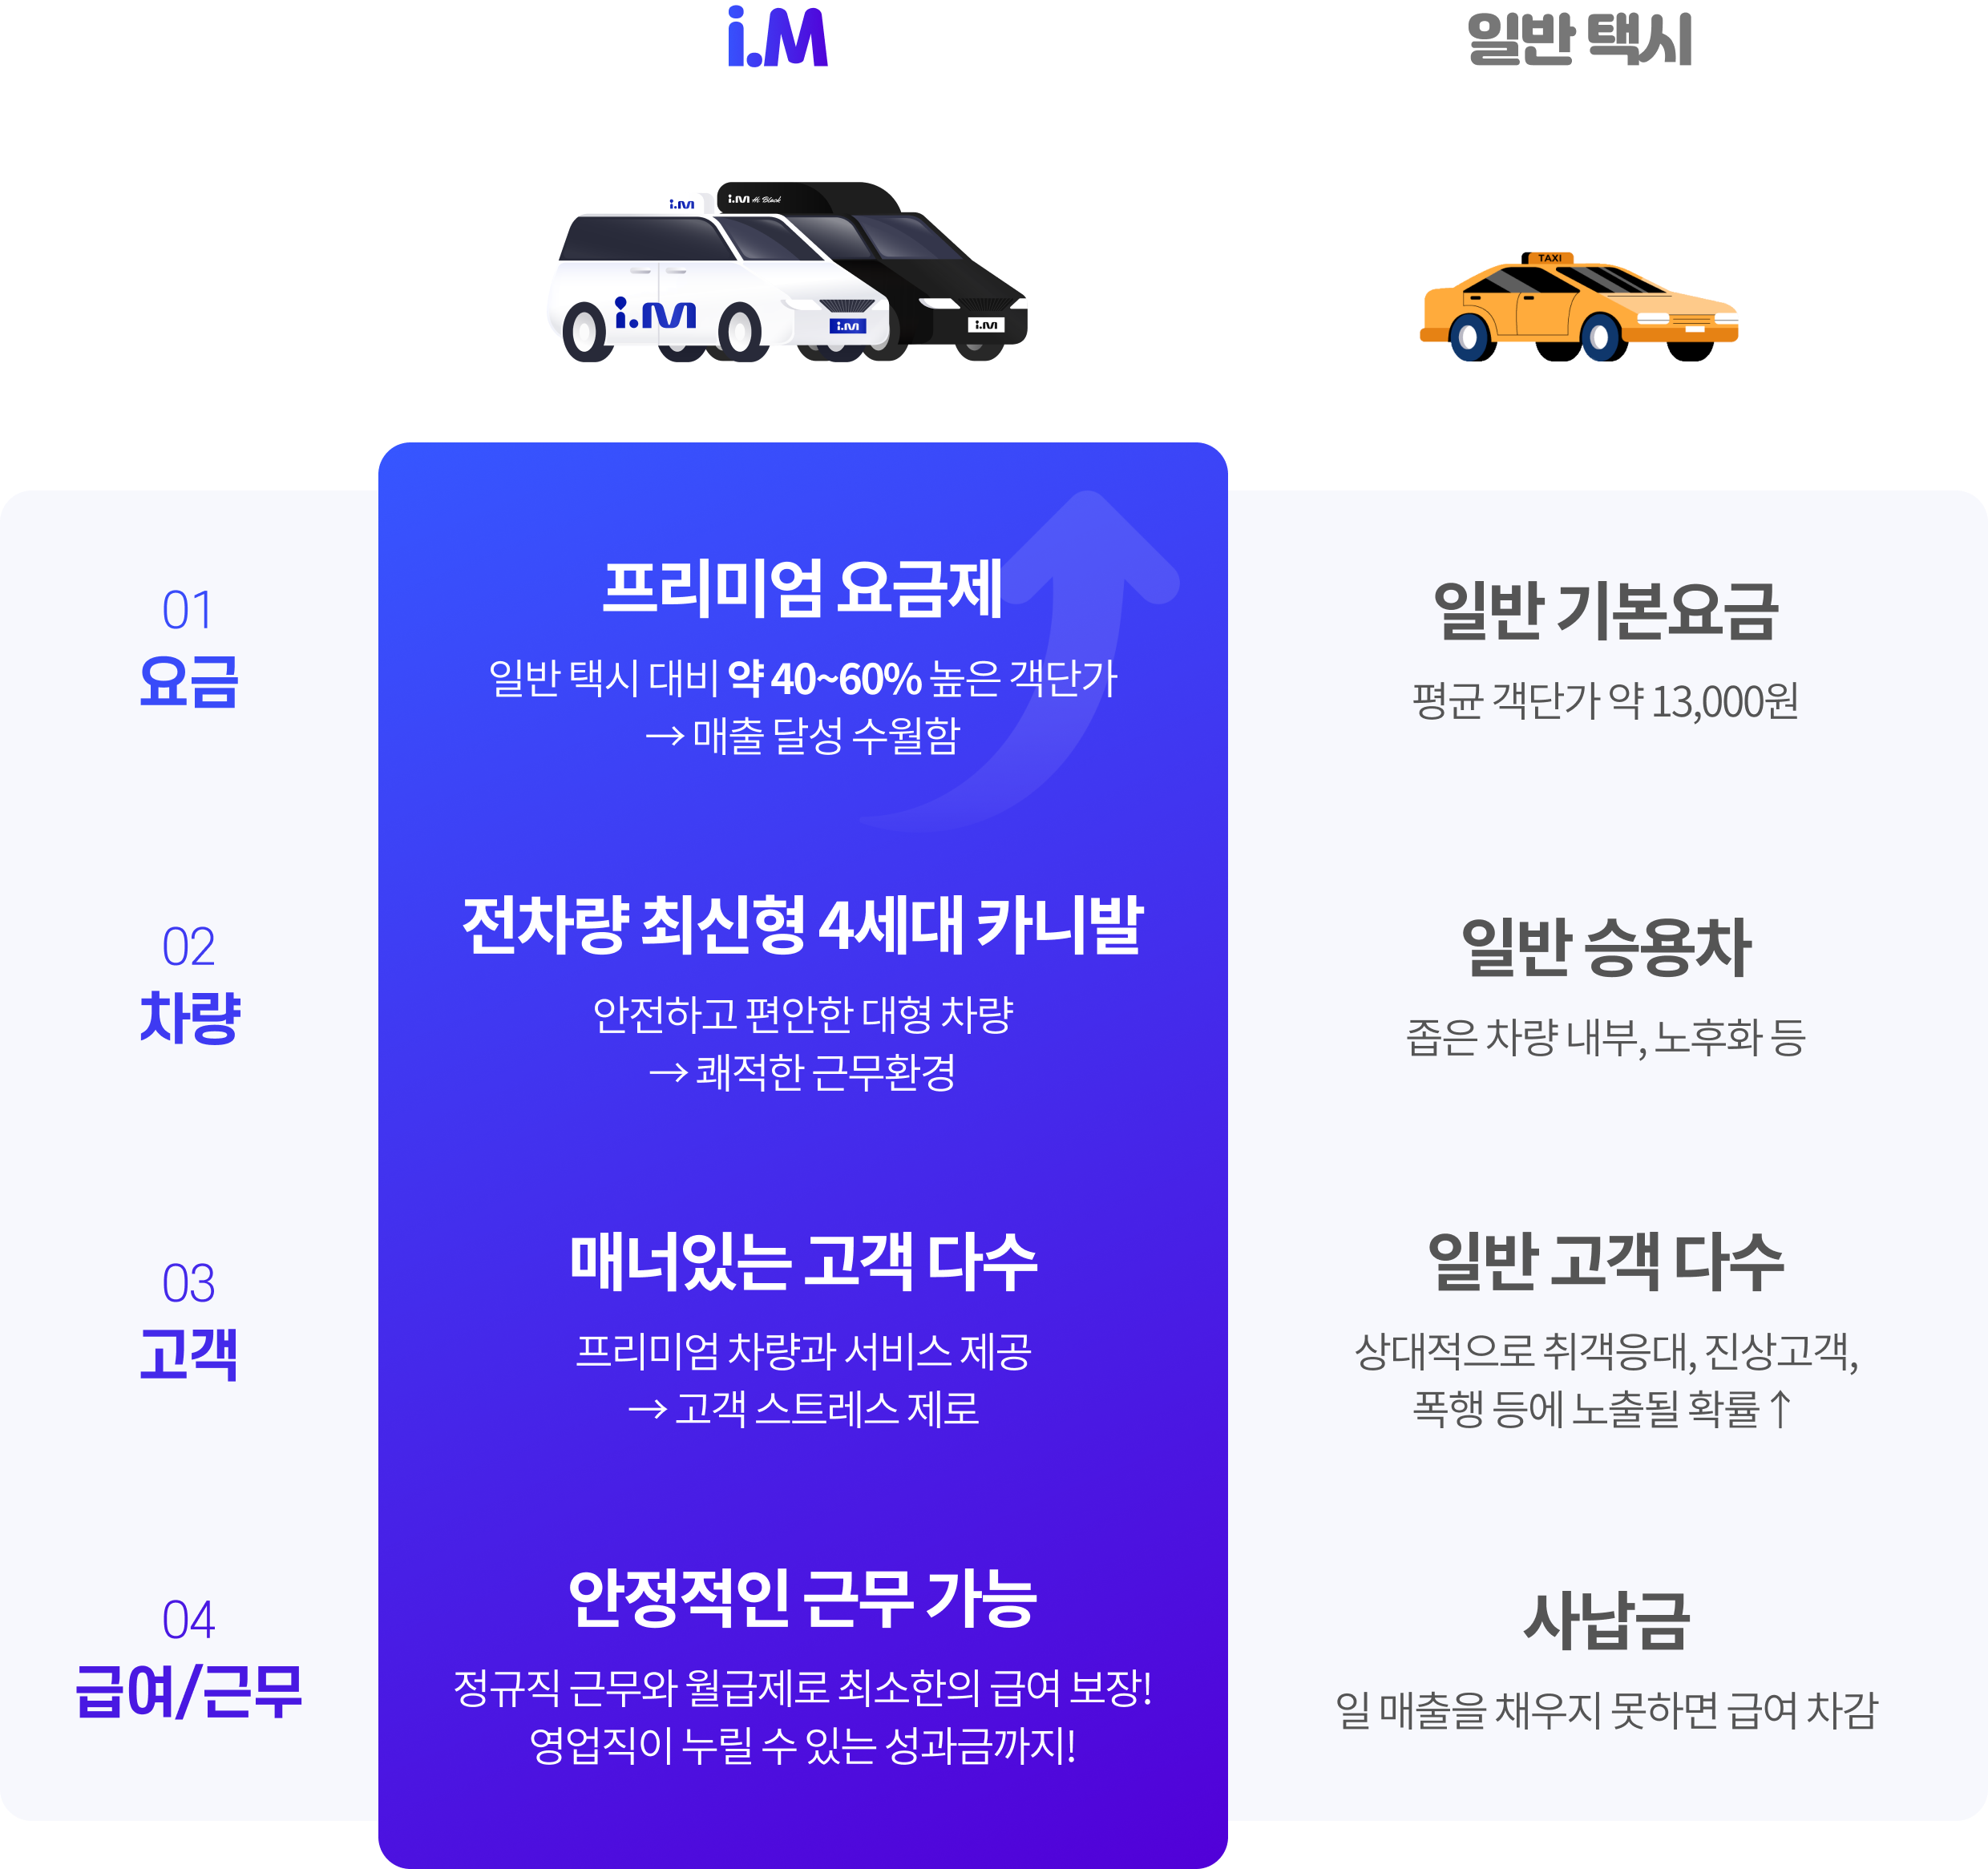 i.M
일반 택시
i.M
i.M Hi Black
i.M
i.M
i.M
TAXI
01
요금
프리미엄 요금제
일반 택시 대비 약 40~60% 높은 객단가
→ 매출 달성 수월함
일반 기본요금
평균 객단가 약 13,000원
02
차량
전차량 최신형 4세대 카니발
안전하고 편안한 대형 차량
→ 쾌적한 근무환경
일반 승용차
좁은 차량 내부, 노후화 등
03
고객
매너있는 고객 다수
프리미엄 차량과 서비스 제공
→ 고객 스트레스 제로
일반 고객 다수
상대적으로 취객응대, 진상고객,
폭행 등에 노출될 확률 ↑
04
급여/근무
안정적인 근무 가능
정규직 근무와 월급제로 최소한의 급여 보장!
영업직이 누릴 수 있는 성과금까지!
사납금
일 매출을 채우지 못하면 급여 차감